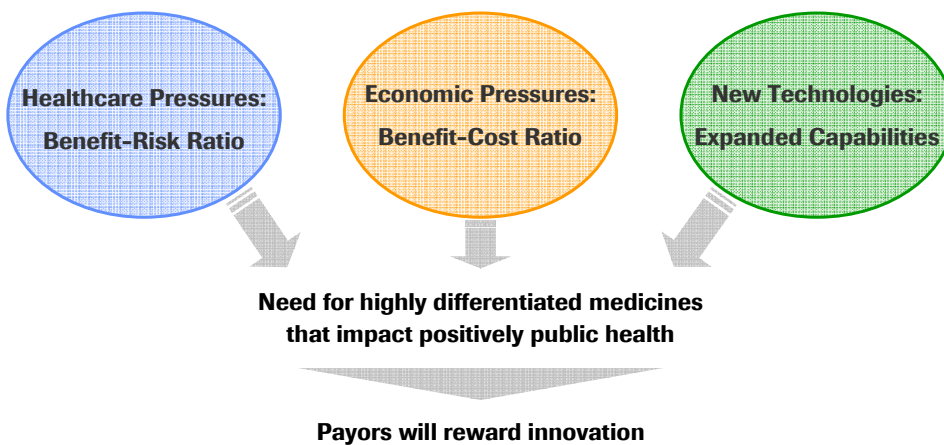 Healthcare Pressures:
Benefit-Risk Ratio
Economic Pressures:
Benefit-Cost Ratio
New Technologies:
Expanded Capabilities
Need for highly differentiated medicines
that impact positively public health
Payors will reward innovation